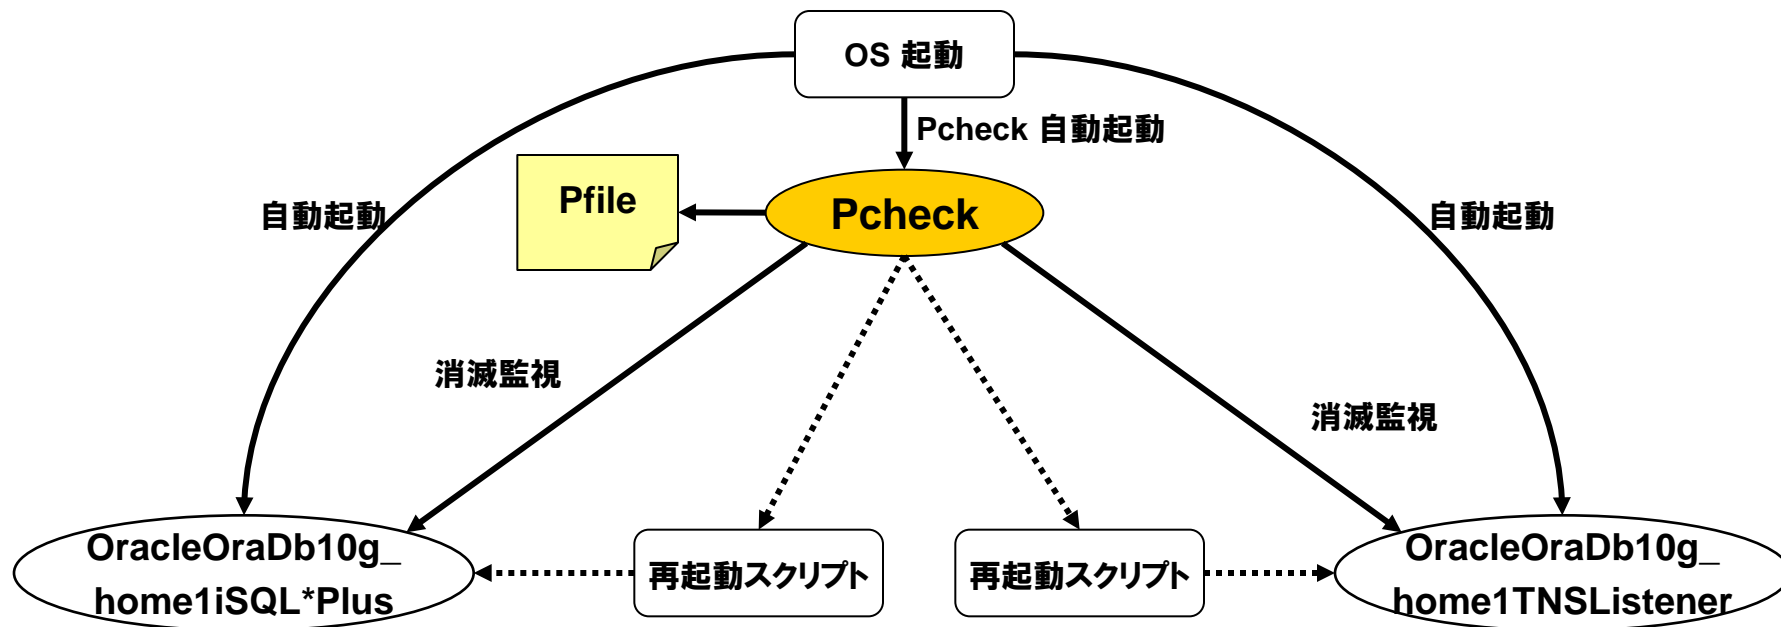 OS 起動
Pcheck 自動起動
Pfile
Pcheck
自動起動
自動起動
消滅監視
消滅監視
OracleOraDb10g_
home1iSQL*Plus
再起動スクリプト
再起動スクリプト
OracleOraDb10g_
home1TNSListener